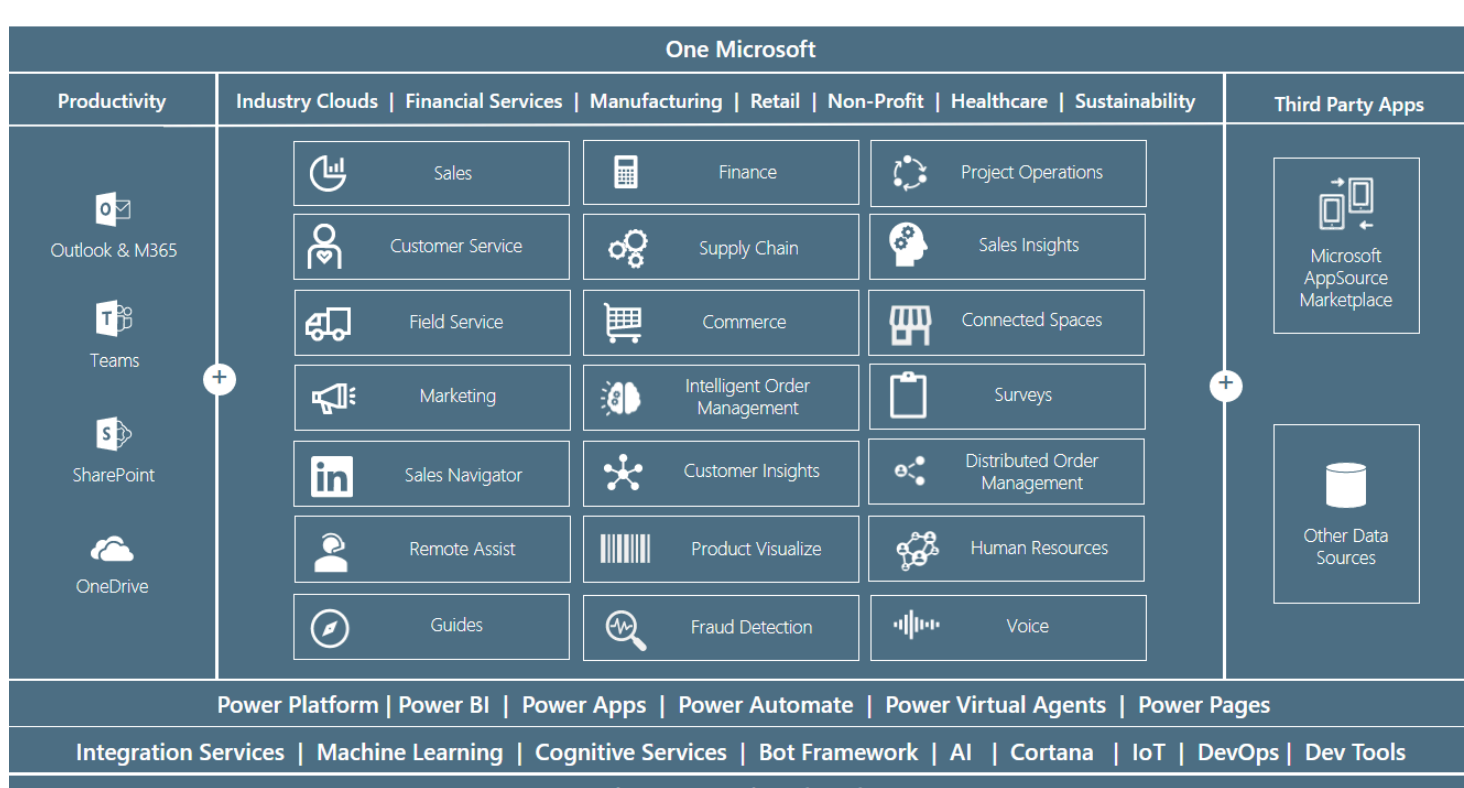 One Microsoft
Productivity
Industry Clouds | Financial Services | Manufacturing | Retail | Non-Profit | Healthcare | Sustainability
Third Party Apps
Outlook & M365
Teams
SharePoint
OneDrive
Sales
Finance
Project Operations
Customer Service
Supply Chain
Sales Insights
Field Service
Commerce
Connected Spaces
Marketing
Intelligent Order
Management
Surveys
Sales Navigator
Customer Insights
Distributed Order
Management
Remote Assist
Product Visualize
Human Resources
Guides
Fraud Detection
Voice
Microsoft
AppSource
Marketplace
Other Data
Sources
Power Platform | Power BI | Power Apps | Power Automate | Power Virtual Agents | Power Pages
Integration Services | Machine Learning | Cognitive Services | Bot Framework | AI | Cortana | IoT | DevOps | Dev Tools